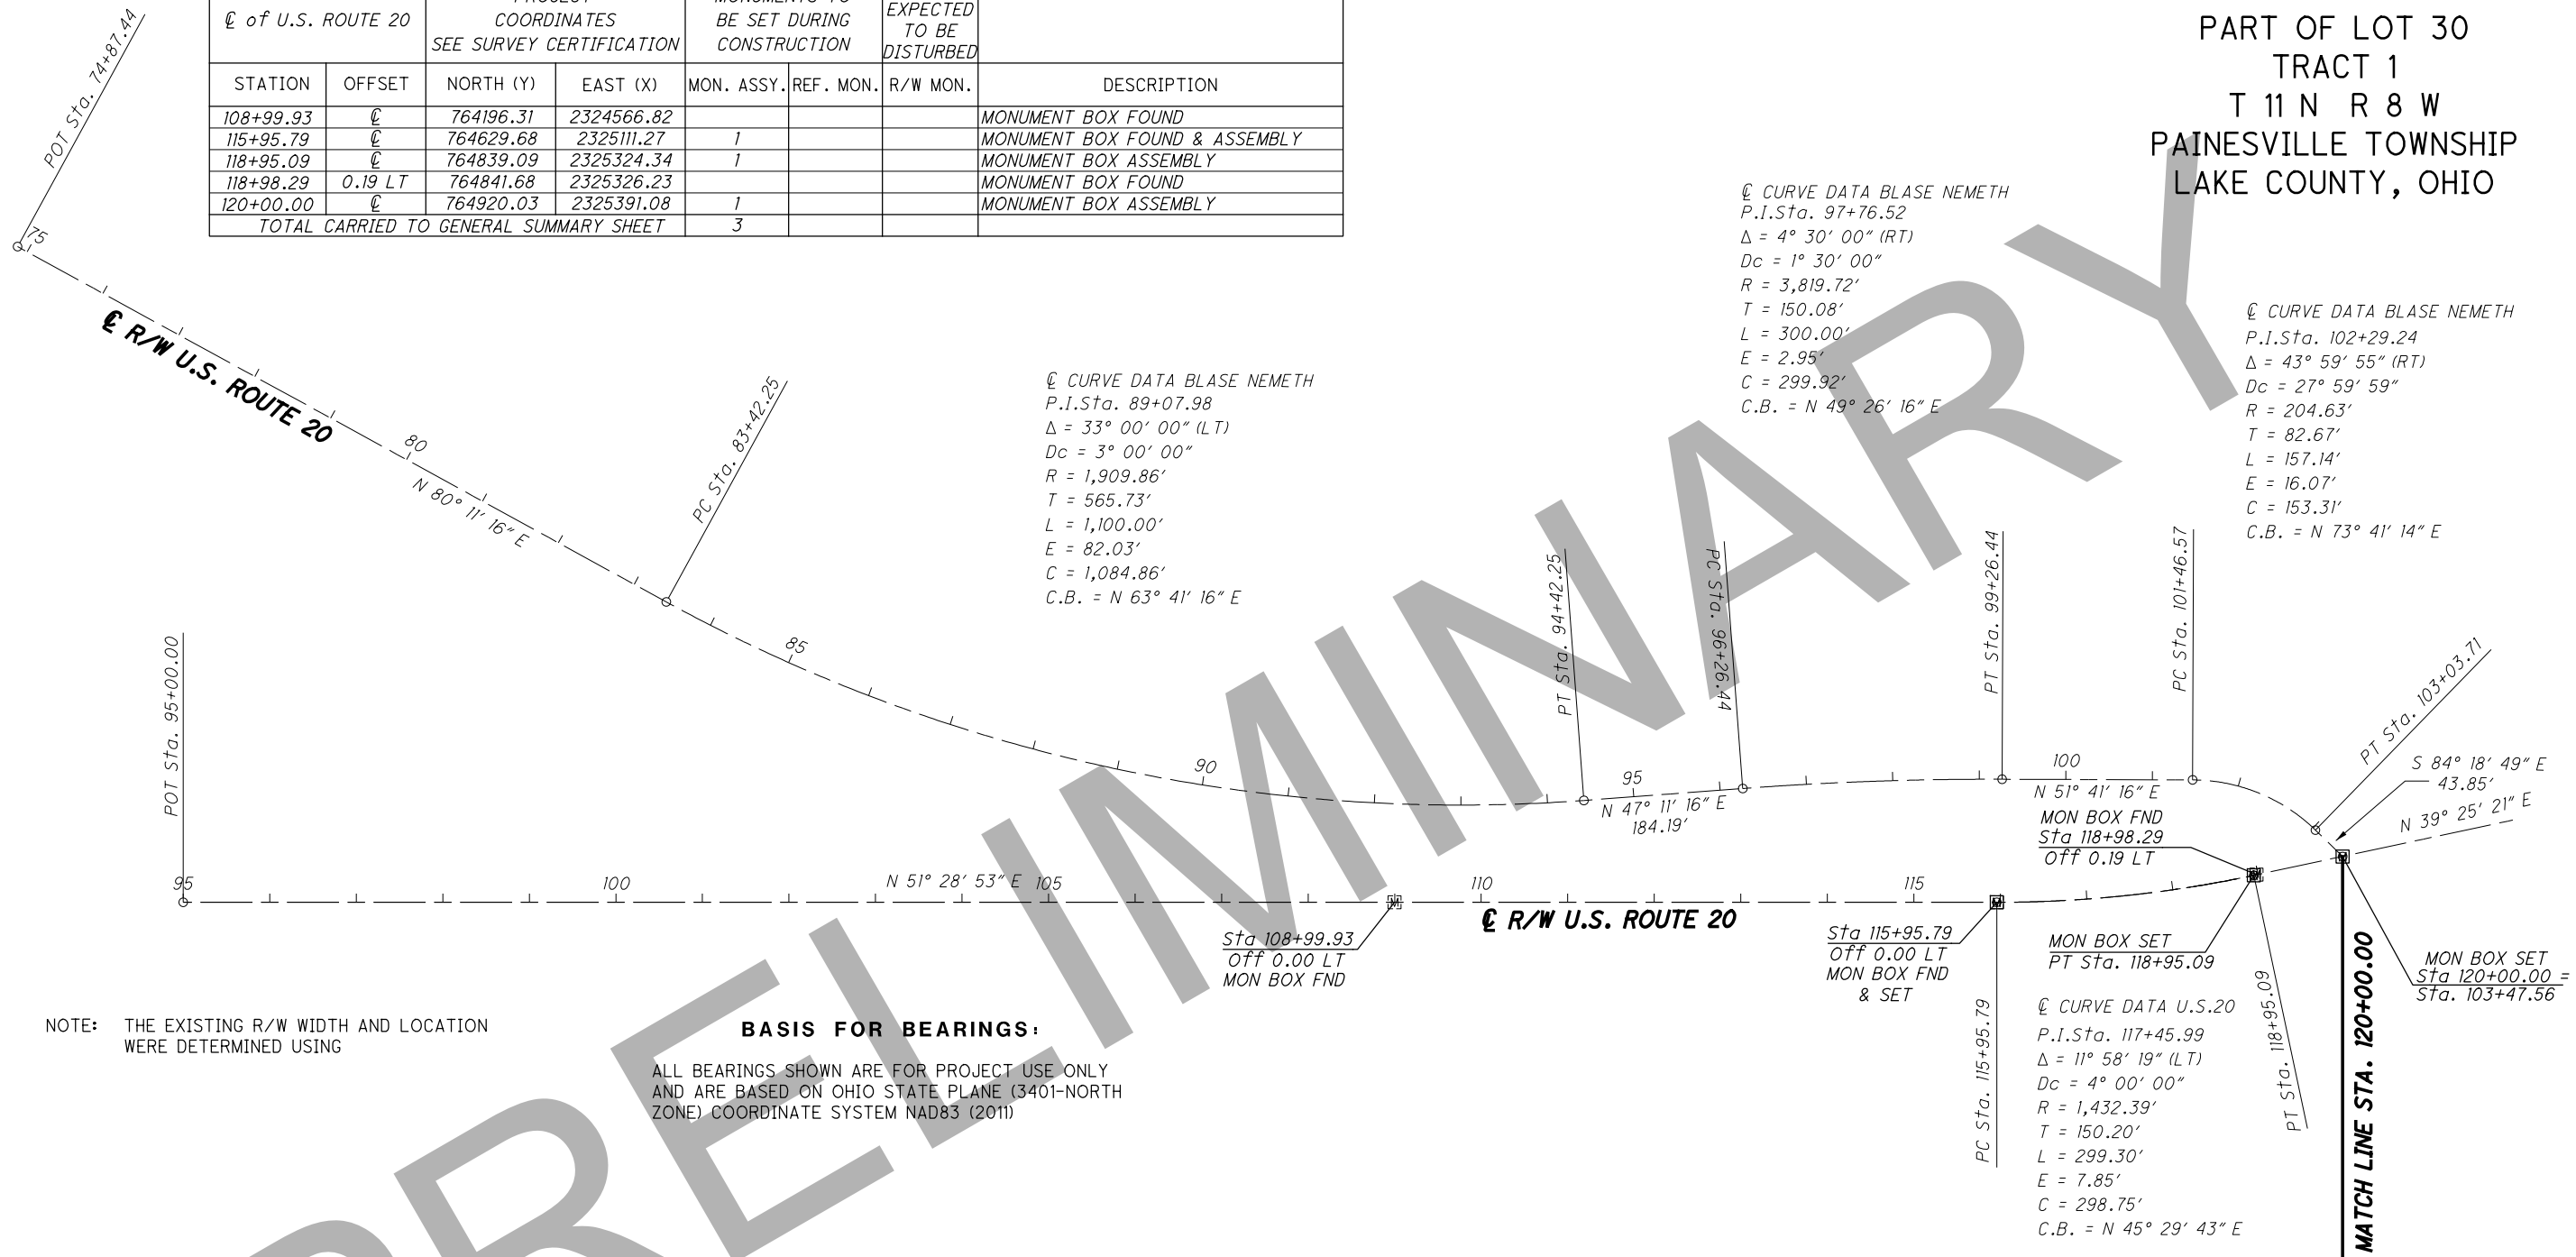 ℄ of U.S. ROUTE 20
COORDINATES
SEE SURVEY CERTIFICATION
BE SET DURING
CONSTRUCTION
EXPECTED
TO BE
DISTURBED
STATION OFFSET NORTH (Y) EAST (X) MON. ASSY. REF. MON. R/W MON. DESCRIPTION
108+99.93 ℄ 764196.31 2324566.82 MONUMENT BOX FOUND
115+95.79 ℄ 764629.68 2325111.27 1 MONUMENT BOX FOUND & ASSEMBLY
118+95.09 ℄ 764839.09 2325324.34 1 MONUMENT BOX ASSEMBLY
118+98.29 0.19 LT 764841.68 2325326.23 MONUMENT BOX FOUND
120+00.00 ℄ 764920.03 2325391.08 1 MONUMENT BOX ASSEMBLY
TOTAL CARRIED TO GENERAL SUMMARY SHEET 3
PART OF LOT 30
TRACT 1
T 11 N R 8 W
PAINESVILLE TOWNSHIP
LAKE COUNTY, OHIO
POT Sta. 74+87.44
75
℄ R/W U.S. ROUTE 20
80
N 80° 11' 16" E
PC Sta. 83+42.25
85
90
℄ CURVE DATA BLASE NEMETH
P.I.Sta. 89+07.98
Δ = 33° 00' 00" (LT)
Dc = 3° 00' 00"
R = 1,909.86'
T = 565.73'
L = 1,100.00'
E = 82.03'
C = 1,084.86'
C.B. = N 63° 41' 16" E
℄ CURVE DATA BLASE NEMETH
P.I.Sta. 97+76.52
Δ = 4° 30' 00" (RT)
Dc = 1° 30' 00"
R = 3,819.72'
T = 150.08'
L = 300.00'
E = 2.95'
C = 299.92'
C.B. = N 49° 26' 16" E
℄ CURVE DATA BLASE NEMETH
P.I.Sta. 102+29.24
Δ = 43° 59' 55" (RT)
Dc = 27° 59' 59"
R = 204.63'
T = 82.67'
L = 157.14'
E = 16.07'
C = 153.31'
C.B. = N 73° 41' 14" E
PT Sta. 94+42.25
PC Sta. 96+26.44
PT Sta. 99+26.44
PC Sta. 101+46.57
PT Sta. 103+03.71
95
N 47° 11' 16" E
184.19'
100
N 51° 41' 16" E
S 84° 18' 49" E
43.85'
N 39° 25' 21" E
MON BOX FND
Sta 118+98.29
Off 0.19 LT
POT Sta. 95+00.00
95
100
N 51° 28' 53" E
105
110
115
℄ R/W U.S. ROUTE 20
Sta 108+99.93
Off 0.00 LT
MON BOX FND
Sta 115+95.79
Off 0.00 LT
MON BOX FND
& SET
MON BOX SET
PT Sta. 118+95.09
MON BOX SET
Sta 120+00.00 =
Sta. 103+47.56
PC Sta. 115+95.79
PT Sta. 118+95.09
MATCH LINE STA. 120+00.00
℄ CURVE DATA U.S.20
P.I.Sta. 117+45.99
Δ = 11° 58' 19" (LT)
Dc = 4° 00' 00"
R = 1,432.39'
T = 150.20'
L = 299.30'
E = 7.85'
C = 298.75'
C.B. = N 45° 29' 43" E
NOTE: THE EXISTING R/W WIDTH AND LOCATION
WERE DETERMINED USING
BASIS FOR BEARINGS:
ALL BEARINGS SHOWN ARE FOR PROJECT USE ONLY
AND ARE BASED ON OHIO STATE PLANE (3401-NORTH
ZONE) COORDINATE SYSTEM NAD83 (2011)
PRELIMINARY